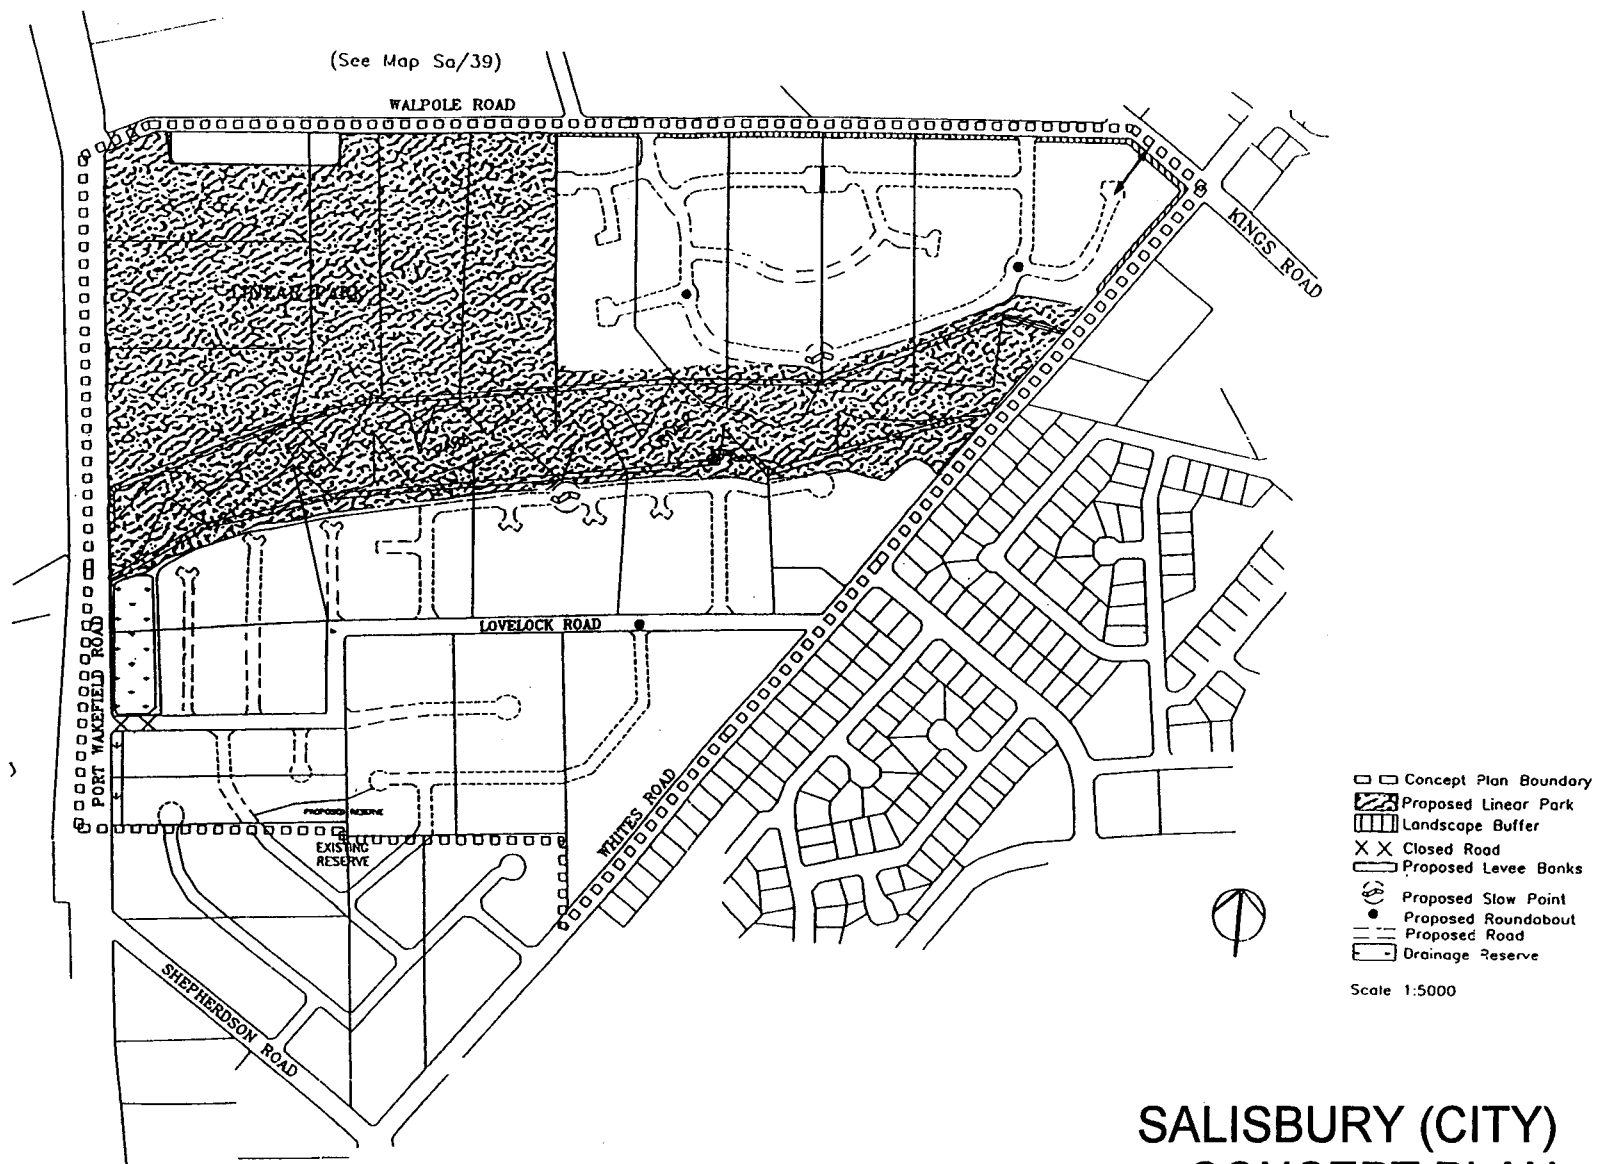 (See Map Sa/39)
WALPOLE ROAD
KINGS ROAD
LINEAR PARK
LOVELOCK ROAD
PORT WAKEFIELD ROAD
PROPOSED RESERVE
EXISTING
RESERVE
WHITES ROAD
SHEPHERDSON ROAD
Concept Plan Boundary
Proposed Linear Park
Landscape Buffer
X X Closed Road
Proposed Levee Banks
Proposed Slow Point
Proposed Roundabout
Proposed Road
Drainage Reserve
Scale 1:5000
SALISBURY (CITY)
CONCEPT PLAN